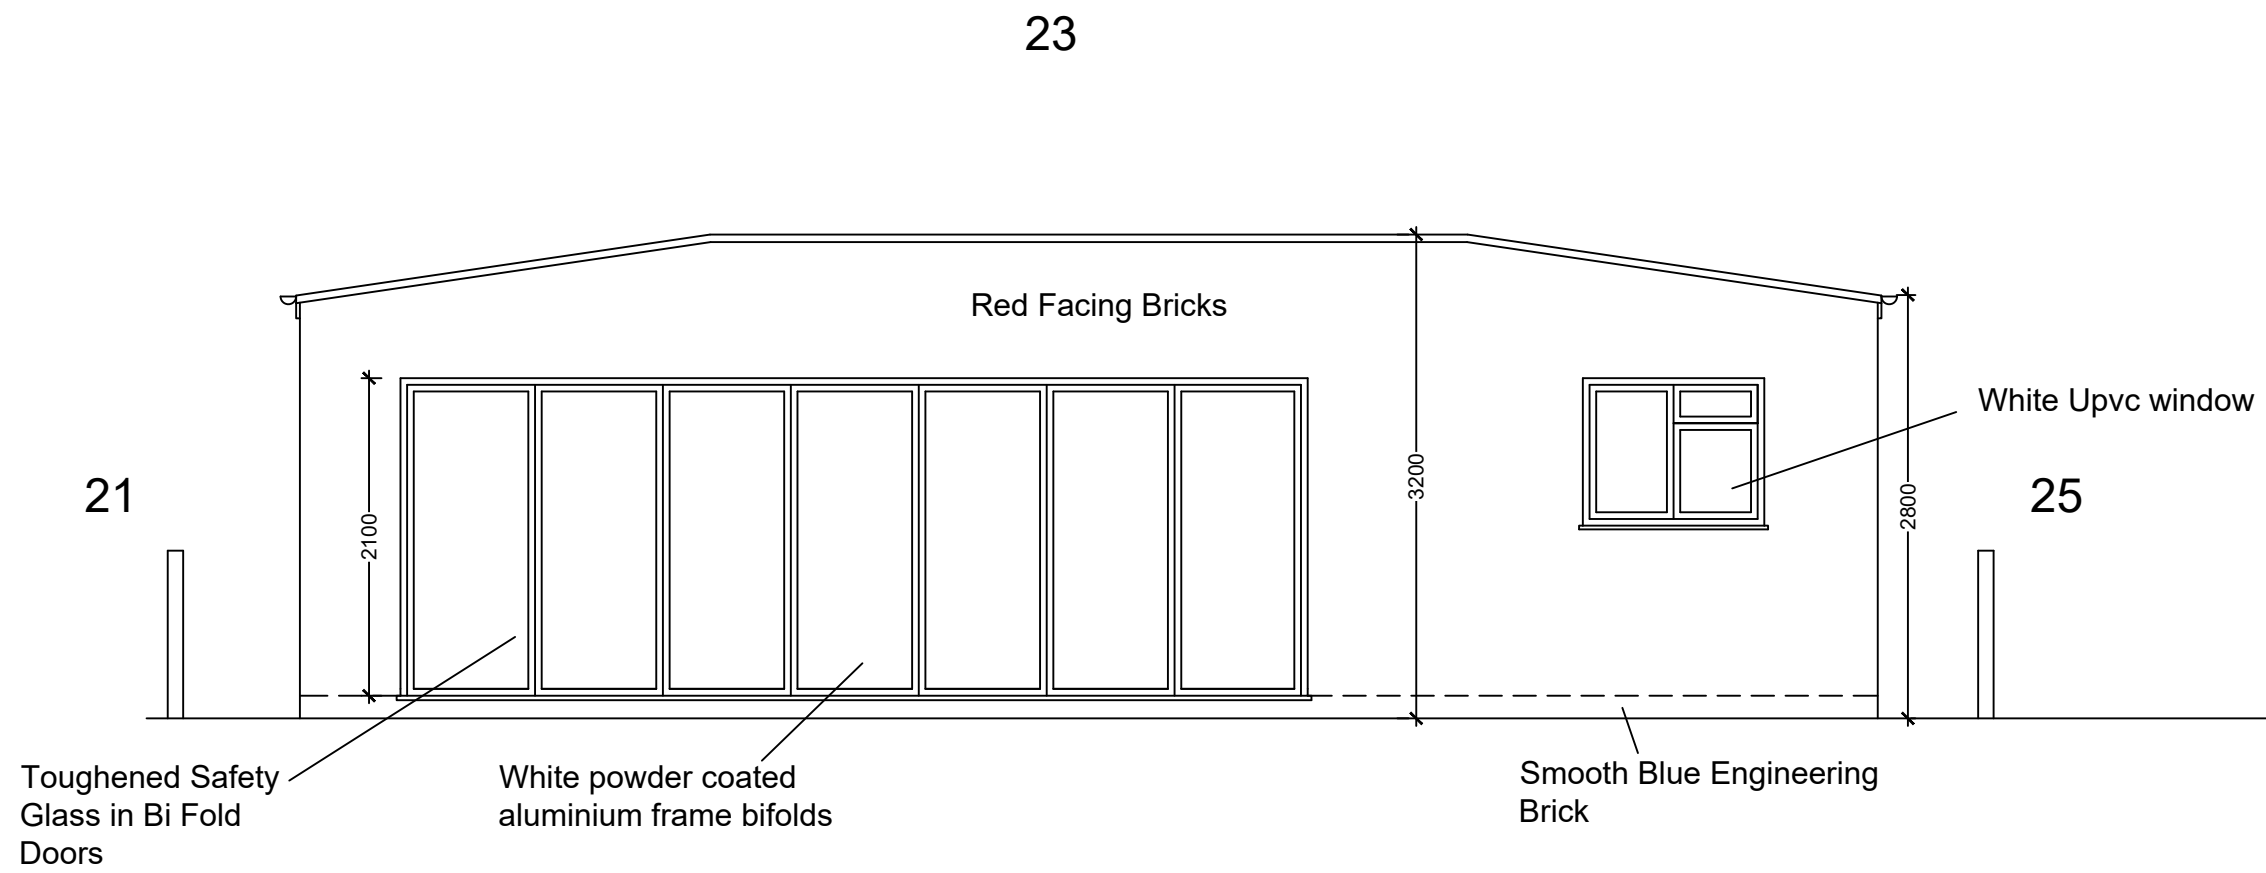 23
Red Facing Bricks
White Upvc window
21
25
2100
3200
2800
Toughened Safety
Glass in Bi Fold
Doors
White powder coated
aluminium frame bifolds
Smooth Blue Engineering
Brick